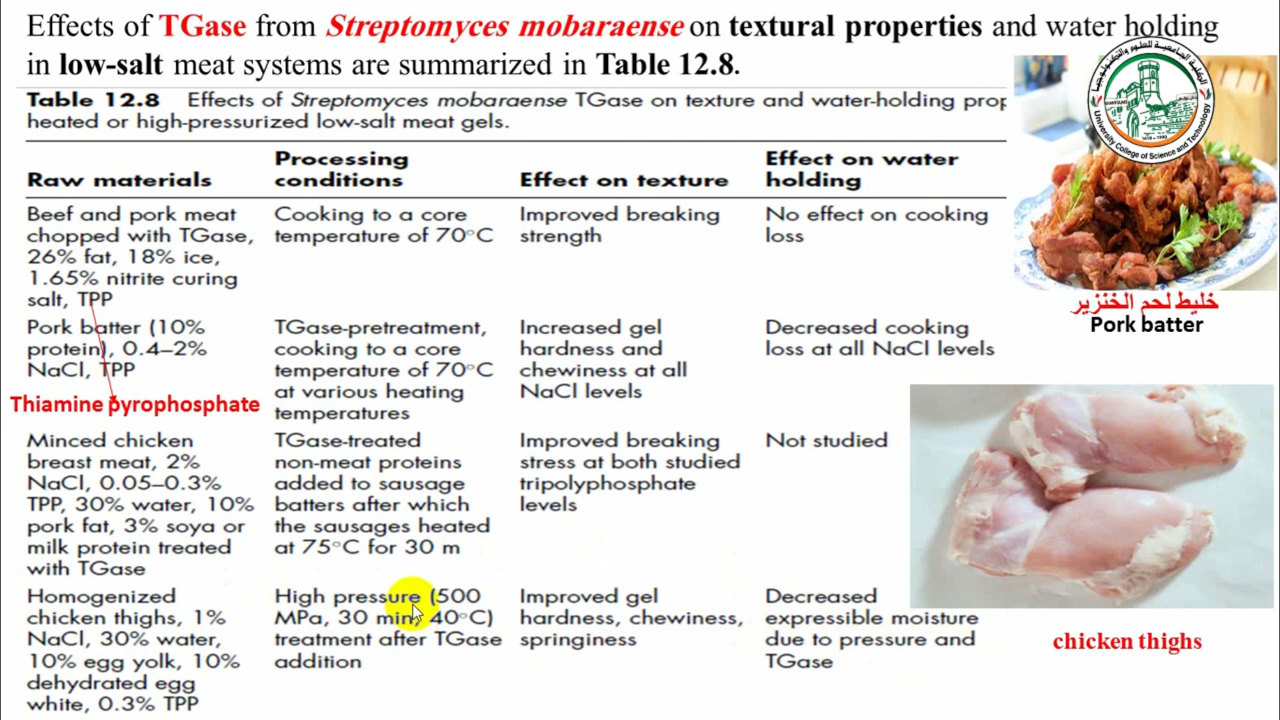 Effects of TGase from Streptomyces mobaraense on textural properties and water holding
in low-salt meat systems are summarized in Table 12.8.
Table 12.8 Effects of Streptomyces mobaraense TGase on texture and water-holding prop
heated or high-pressurized low-salt meat gels.
Raw materials
Processing
conditions
Effect on texture
Effect on water
holding
Beef and pork meat
chopped with TGase,
26% fat, 18% ice,
1.65% nitrite curing
salt, TPP
Cooking to a core
temperature of 70°C
Improved breaking
strength
No effect on cooking
loss
Pork batter (10%
protein), 0.4–2%
NaCl, TPP
TGase-pretreatment,
cooking to a core
temperature of 70°C
at various heating
temperatures
Increased gel
hardness and
chewiness at all
NaCl levels
Decreased cooking
loss at all NaCl levels
Thiamine pyrophosphate
Minced chicken
breast meat, 2%
NaCl, 0.05–0.3%
TPP, 30% water, 10%
pork fat, 3% soya or
milk protein treated
with TGase
TGase-treated
non-meat proteins
added to sausage
batters after which
the sausages heated
at 75°C for 30 m
Improved breaking
stress at both studied
tripolyphosphate
levels
Not studied
Homogenized
chicken thighs, 1%
NaCl, 30% water,
10% egg yolk, 10%
dehydrated egg
white, 0.3% TPP
High pressure (500
MPa, 30 min, 40°C)
treatment after TGase
addition
Improved gel
hardness, chewiness,
springiness
Decreased
expressible moisture
due to pressure and
TGase
الكلية الجامعية للعلوم والتكنولوجيا
University College of Science and Technology
خليط لحم الخنزير
Pork batter
chicken thighs